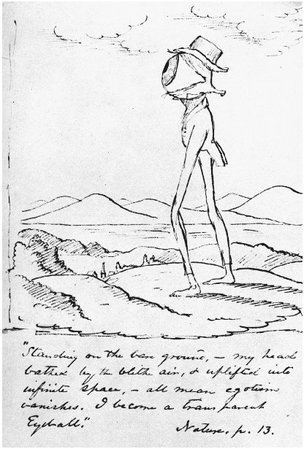 "Standing on the bare ground, – my head
bathed by the blithe air, & uplifted into
infinite space, – all mean egotism
vanishes. I become a transparent
Eyeball."
Nature, p. 13.